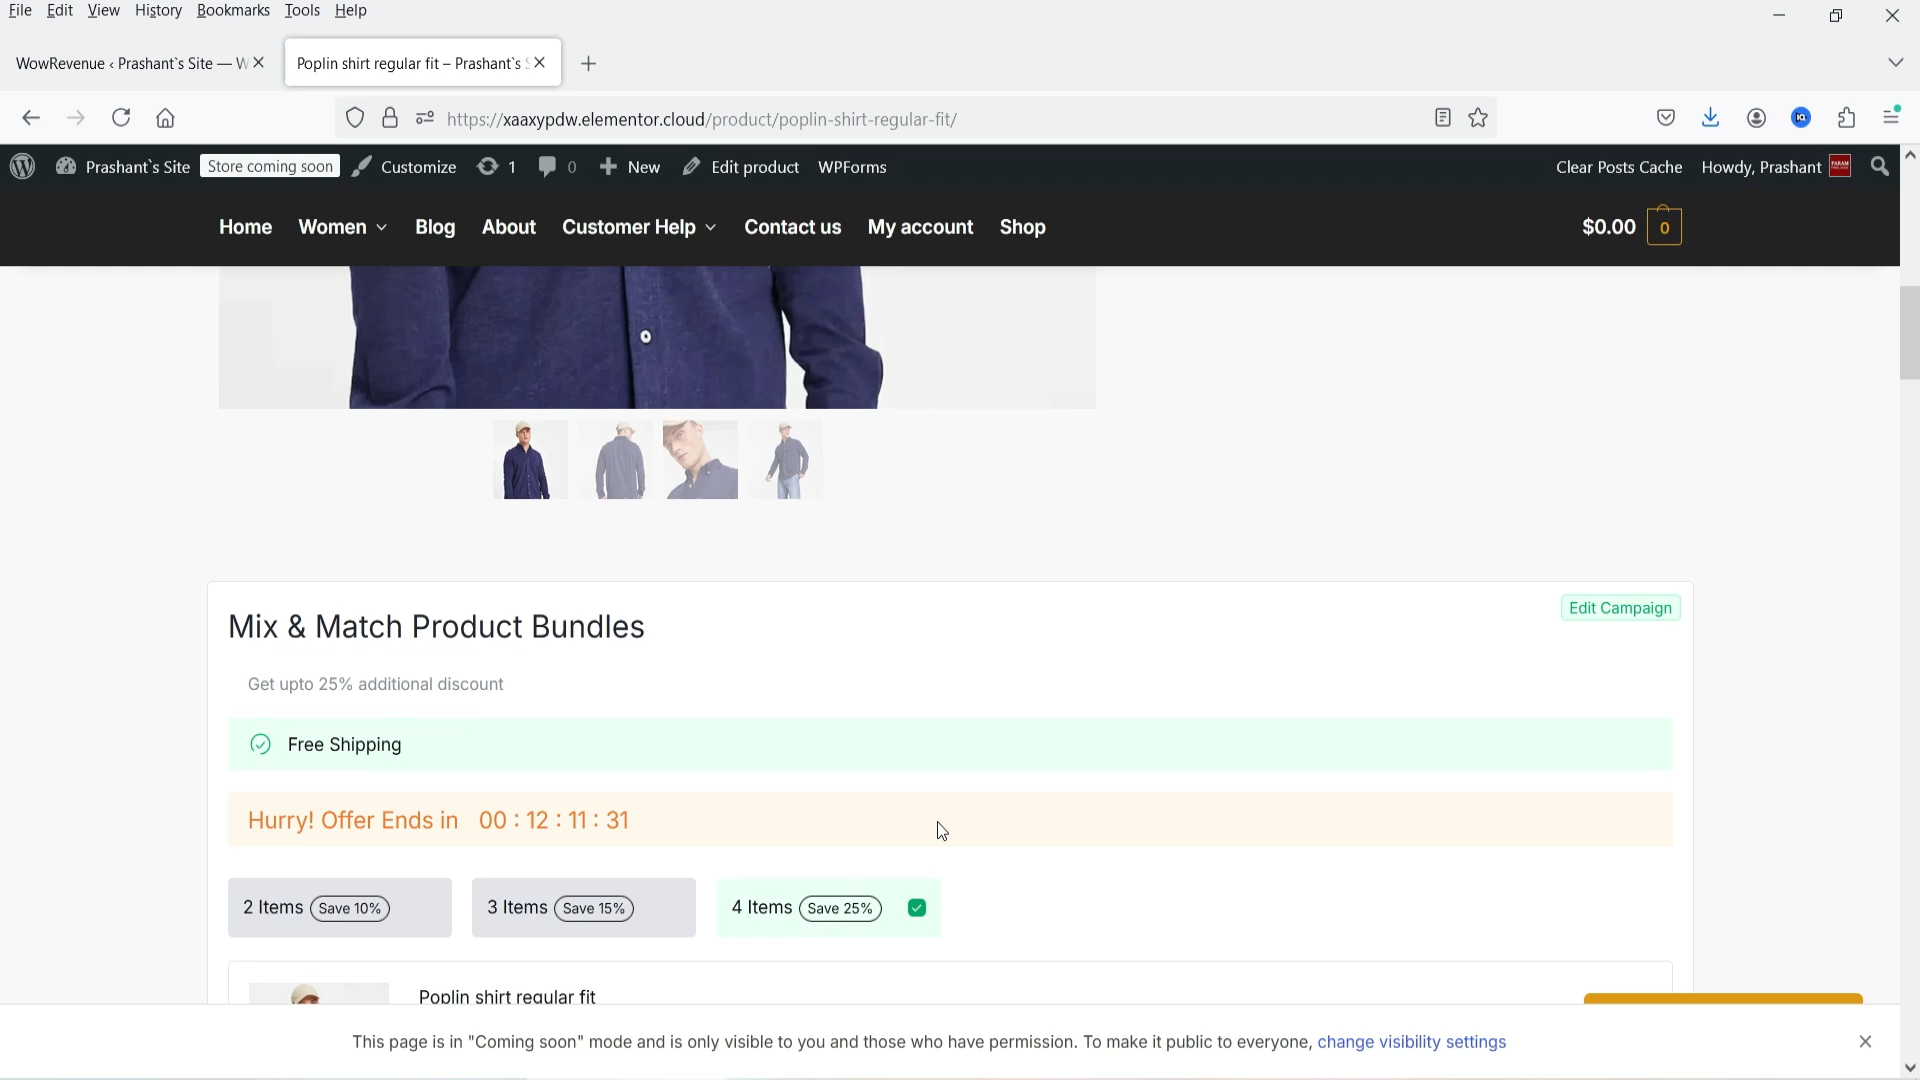 File Edit View History Bookmarks Tools Help
WowRevenue ‹ Prashant`s Site — W
Poplin shirt regular fit – Prashant`s S
https://xaaxypdw.elementor.cloud/product/poplin-shirt-regular-fit/
Prashant`s Site Store coming soon Customize 1 0 New Edit product WPForms Clear Posts Cache Howdy, Prashant
Home Women Blog About Customer Help Contact us My account Shop $0.00 0
Edit Campaign
Mix & Match Product Bundles
Get upto 25% additional discount
Free Shipping
Hurry! Offer Ends in 00 : 12 : 11 : 31
2 Items Save 10% 3 Items Save 15% 4 Items Save 25%
Poplin shirt regular fit
This page is in "Coming soon" mode and is only visible to you and those who have permission. To make it public to everyone, change visibility settings